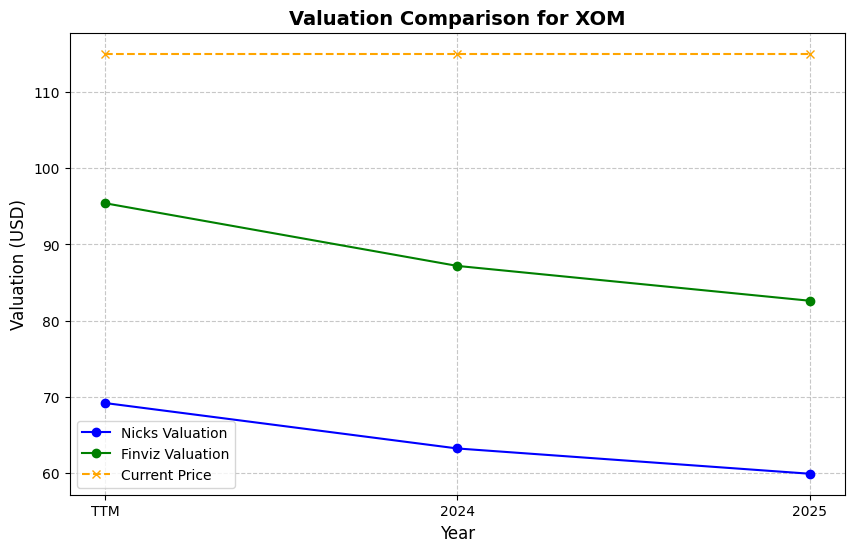 Valuation Comparison for XOM
Valuation (USD)
110
100
90
80
70
60
Nicks Valuation
Finviz Valuation
Current Price
TTM 2024 2025
Year